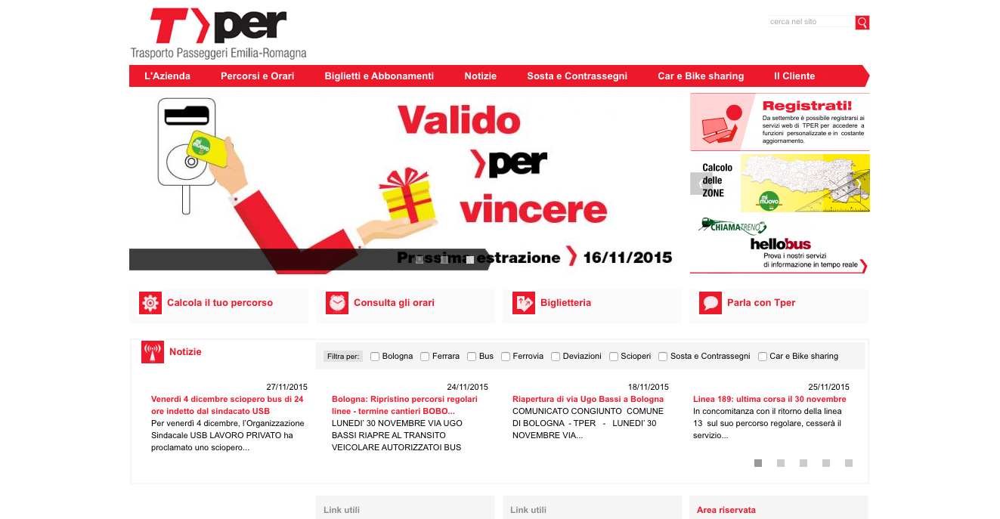 T>per
Trasporto Passeggeri Emilia-Romagna
cerca nel sito
L'Azienda
Percorsi e Orari
Biglietti e Abbonamenti
Notizie
Sosta e Contrassegni
Car e Bike sharing
Il Cliente
mi muovo
Valido
per
vincere
Prossima estrazione 16/11/2015
Registrati!
Da settembre è possibile registrarsi ai
servizi web di TPER per accedere a
funzioni personalizzate e in costante
aggiornamento.
Calcolo
delle
ZONE
mi muovo
CHIAMATRENO
hellobus
Prova i nostri servizi
di informazione in tempo reale
Calcola il tuo percorso
Consulta gli orari
Biglietteria
Parla con Tper
Notizie
Filtra per:
Bologna
Ferrara
Bus
Ferrovia
Deviazioni
Scioperi
Sosta e Contrassegni
Car e Bike sharing
27/11/2015
Venerdì 4 dicembre sciopero bus di 24
ore indetto dal sindacato USB
Per venerdì 4 dicembre, l'Organizzazione
Sindacale USB LAVORO PRIVATO ha
proclamato uno sciopero...
24/11/2015
Bologna: Ripristino percorsi regolari
linee - termine cantieri BOBO...
LUNEDI' 30 NOVEMBRE VIA UGO
BASSI RIAPRE AL TRANSITO
VEICOLARE AUTORIZZATOI BUS
18/11/2015
Riapertura di via Ugo Bassi a Bologna
COMUNICATO CONGIUNTO COMUNE
DI BOLOGNA - TPER - LUNEDI' 30
NOVEMBRE VIA...
25/11/2015
Linea 189: ultima corsa il 30 novembre
In concomitanza con il ritorno della linea
13 sul suo percorso regolare, cesserà il
servizio...
Link utili
Link utili
Area riservata